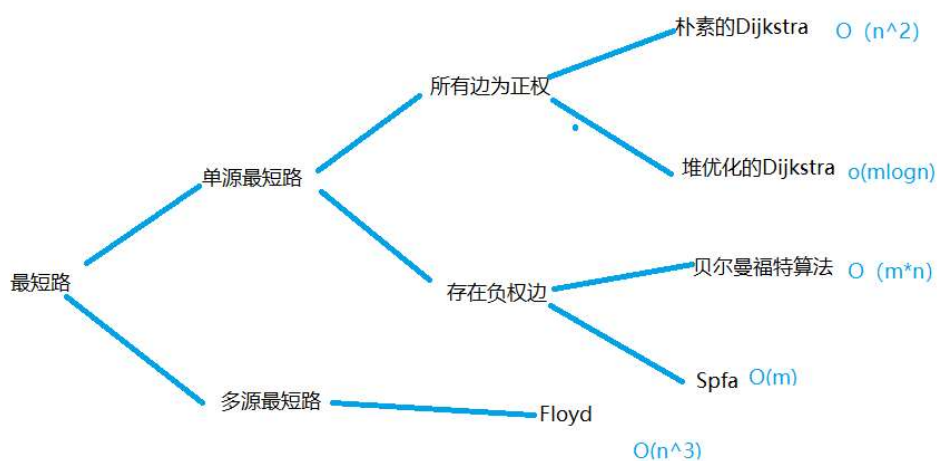 朴素的Dijkstra O（n^2）
所有边为正权
单源最短路
堆优化的Dijkstra o(mlogn)
最短路
贝尔曼福特算法 O（m*n）
存在负权边
Spfa O(m)
多源最短路
Floyd
O(n^3)